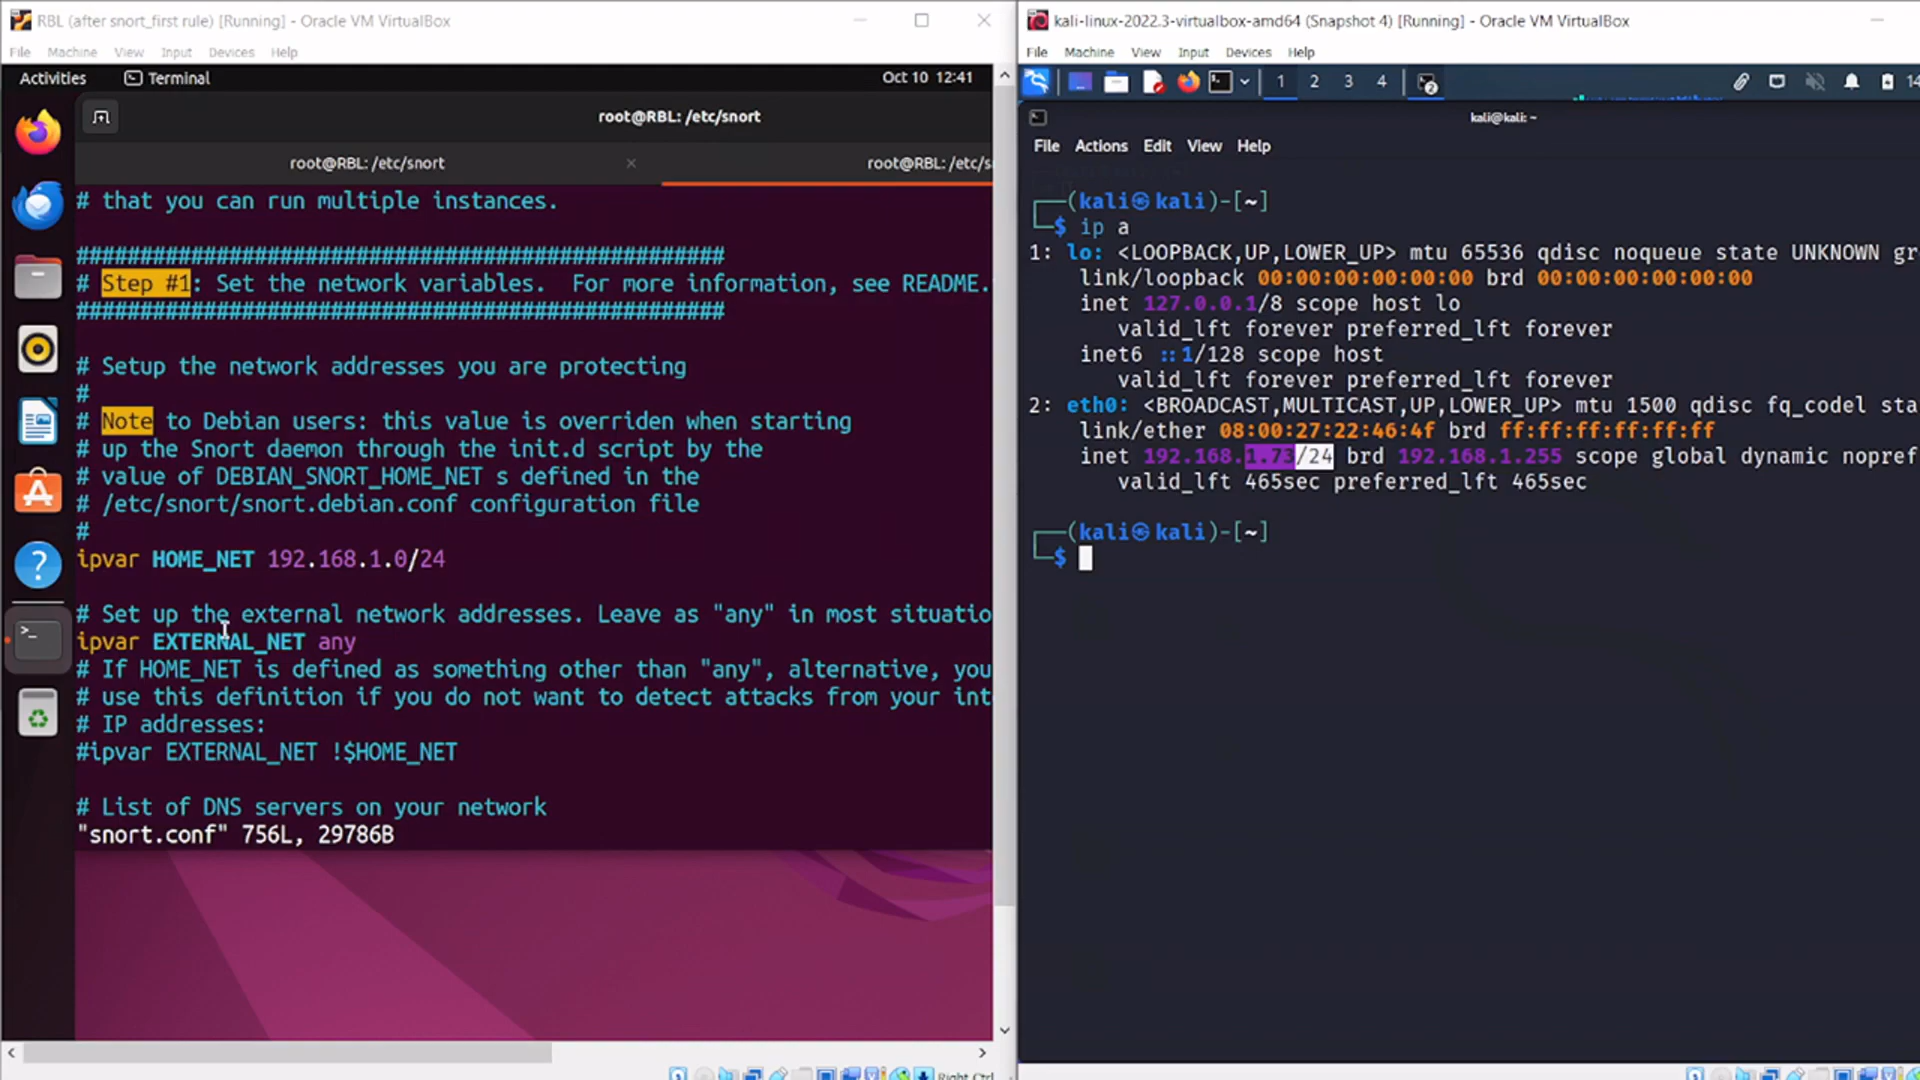 RBL (after snort_first rule) [Running] - Oracle VM VirtualBox
File Machine View Input Devices Help
Activities Terminal Oct 10 12:41
root@RBL: /etc/snort
root@RBL: /etc/snort × root@RBL: /etc/s
# that you can run multiple instances.
###################################################
# Step #1: Set the network variables. For more information, see README.
###################################################
# Setup the network addresses you are protecting
#
# Note to Debian users: this value is overriden when starting
# up the Snort daemon through the init.d script by the
# value of DEBIAN_SNORT_HOME_NET s defined in the
# /etc/snort/snort.debian.conf configuration file
#
ipvar HOME_NET 192.168.1.0/24
# Set up the external network addresses. Leave as "any" in most situatio
ipvar EXTERNAL_NET any
# If HOME_NET is defined as something other than "any", alternative, you
# use this definition if you do not want to detect attacks from your int
# IP addresses:
#ipvar EXTERNAL_NET !$HOME_NET
# List of DNS servers on your network
"snort.conf" 756L, 29786B
Right Ctrl
kali-linux-2022.3-virtualbox-amd64 (Snapshot 4) [Running] - Oracle VM VirtualBox
File Machine View Input Devices Help
1 2 3 4 14
kali@kali: ~
File Actions Edit View Help
┌──(kali㉿kali)-[~]
└─$ ip a
1: lo: <LOOPBACK,UP,LOWER_UP> mtu 65536 qdisc noqueue state UNKNOWN gr
link/loopback 00:00:00:00:00:00 brd 00:00:00:00:00:00
inet 127.0.0.1/8 scope host lo
valid_lft forever preferred_lft forever
inet6 ::1/128 scope host
valid_lft forever preferred_lft forever
2: eth0: <BROADCAST,MULTICAST,UP,LOWER_UP> mtu 1500 qdisc fq_codel sta
link/ether 08:00:27:22:46:4f brd ff:ff:ff:ff:ff:ff
inet 192.168.1.73/24 brd 192.168.1.255 scope global dynamic nopref
valid_lft 465sec preferred_lft 465sec
┌──(kali㉿kali)-[~]
└─$